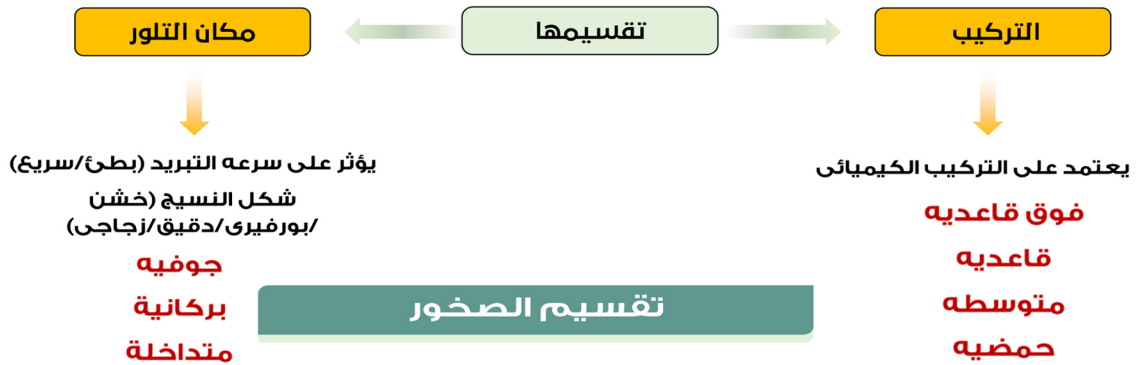 تقسيمها
التركيب
يعتمد على التركيب الكيميائى
فوق قاعديه
قاعديه
متوسطه
حمضيه
مكان التلور
يؤثر على سرعه التبريد (بطئ/سريع)
شكل النسيج (خشن
/بورفيرى/دقيق/زجاجى)
جوفيه
بركانية
متداخلة
تقسيم الصخور